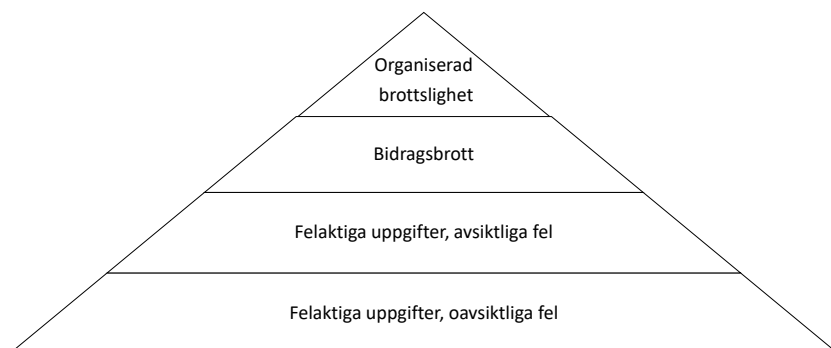 Organiserad
brottslighet
Bidragsbrott
Felaktiga uppgifter, avsiktliga fel
Felaktiga uppgifter, oavsiktliga fel